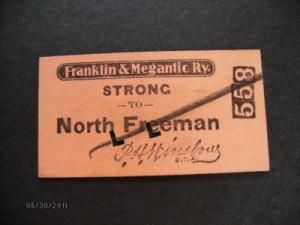 Franklin & Megantic Ry.
STRONG
TO
North Freeman
558
05/30/2011